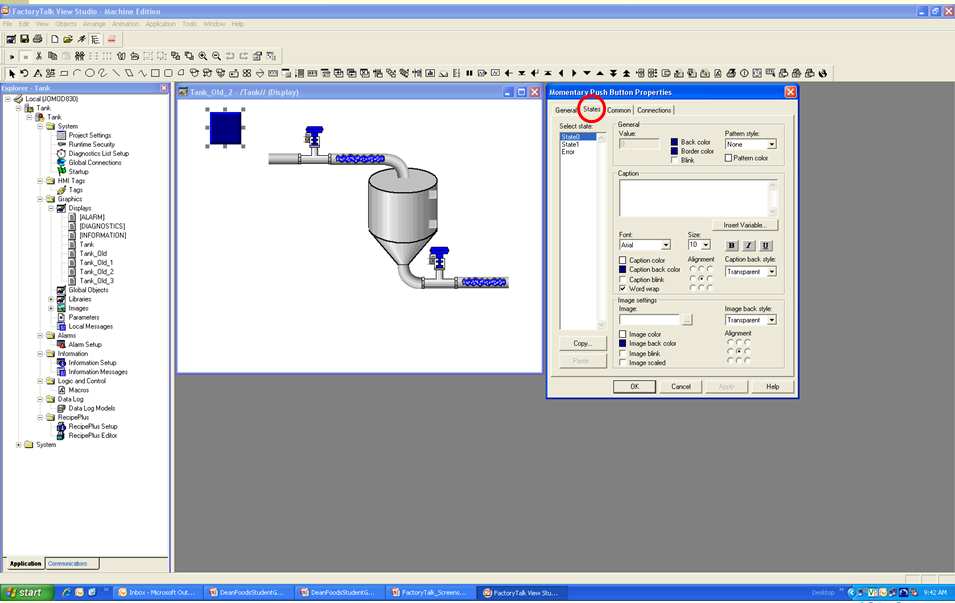 FactoryTalk View Studio - Machine Edition
File Edit View Objects Arrange Animation Application Tools Window Help
Explorer - Tank
Local (JOMOD830)
Tank
Tank
System
Project Settings
Runtime Security
Diagnostics List Setup
Global Connections
Startup
HMI Tags
Tags
Graphics
Displays
[ALARM]
[DIAGNOSTICS]
[INFORMATION]
Tank
Tank_Old
Tank_Old_1
Tank_Old_2
Tank_Old_3
Global Objects
Libraries
Images
Parameters
Local Messages
Alarms
Alarm Setup
Information
Information Setup
Information Messages
Logic and Control
Macros
Data Log
Data Log Models
RecipePlus
RecipePlus Setup
RecipePlus Editor
System
Application Communications
Tank_Old_2 - /Tank// (Display)
Momentary Push Button Properties
General States Common Connections
Select state:
State0
State1
Error
Copy...
Paste...
General
Value:
0
Back color
Border color
Blink
Pattern style:
None
Pattern color
Caption
Insert Variable...
Font:
Arial
Size:
10
B I U
Caption color
Caption back color
Caption blink
Word wrap
Alignment
Caption back style:
Transparent
Image settings
Image:
...
Image back style:
Transparent
Image color
Image back color
Image blink
Image scaled
Alignment
OK Cancel Apply Help
start
Inbox - Microsoft Out...
DeanFoodsStudentG...
DeanFoodsStudentG...
FactoryTalk_Screens...
FactoryTalk View Stu...
Desktop
9:42 AM